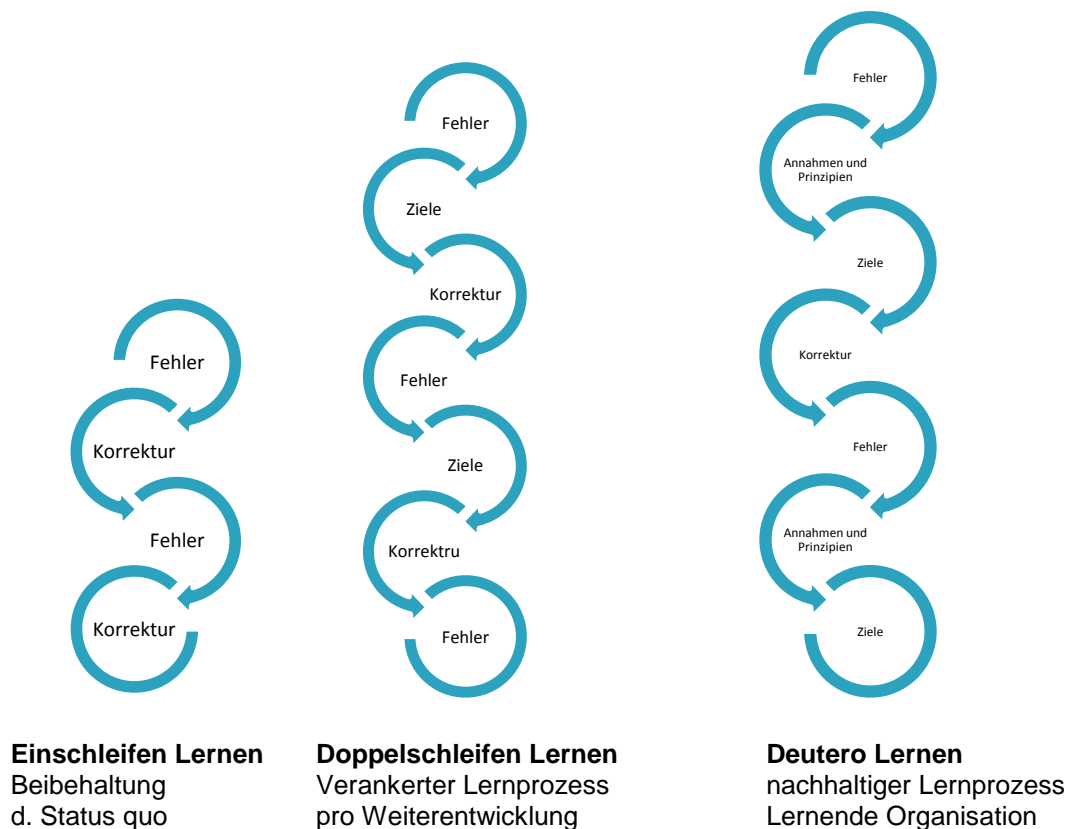 Fehler
Korrektur
Fehler
Korrektur
Einschleifen Lernen
Beibehaltung
d. Status quo
Fehler
Ziele
Korrektur
Fehler
Ziele
Korrektru
Fehler
Doppelschleifen Lernen
Verankerter Lernprozess
pro Weiterentwicklung
Fehler
Annahmen und
Prinzipien
Ziele
Korrektur
Fehler
Annahmen und
Prinzipien
Ziele
Deutero Lernen
nachhaltiger Lernprozess
Lernende Organisation